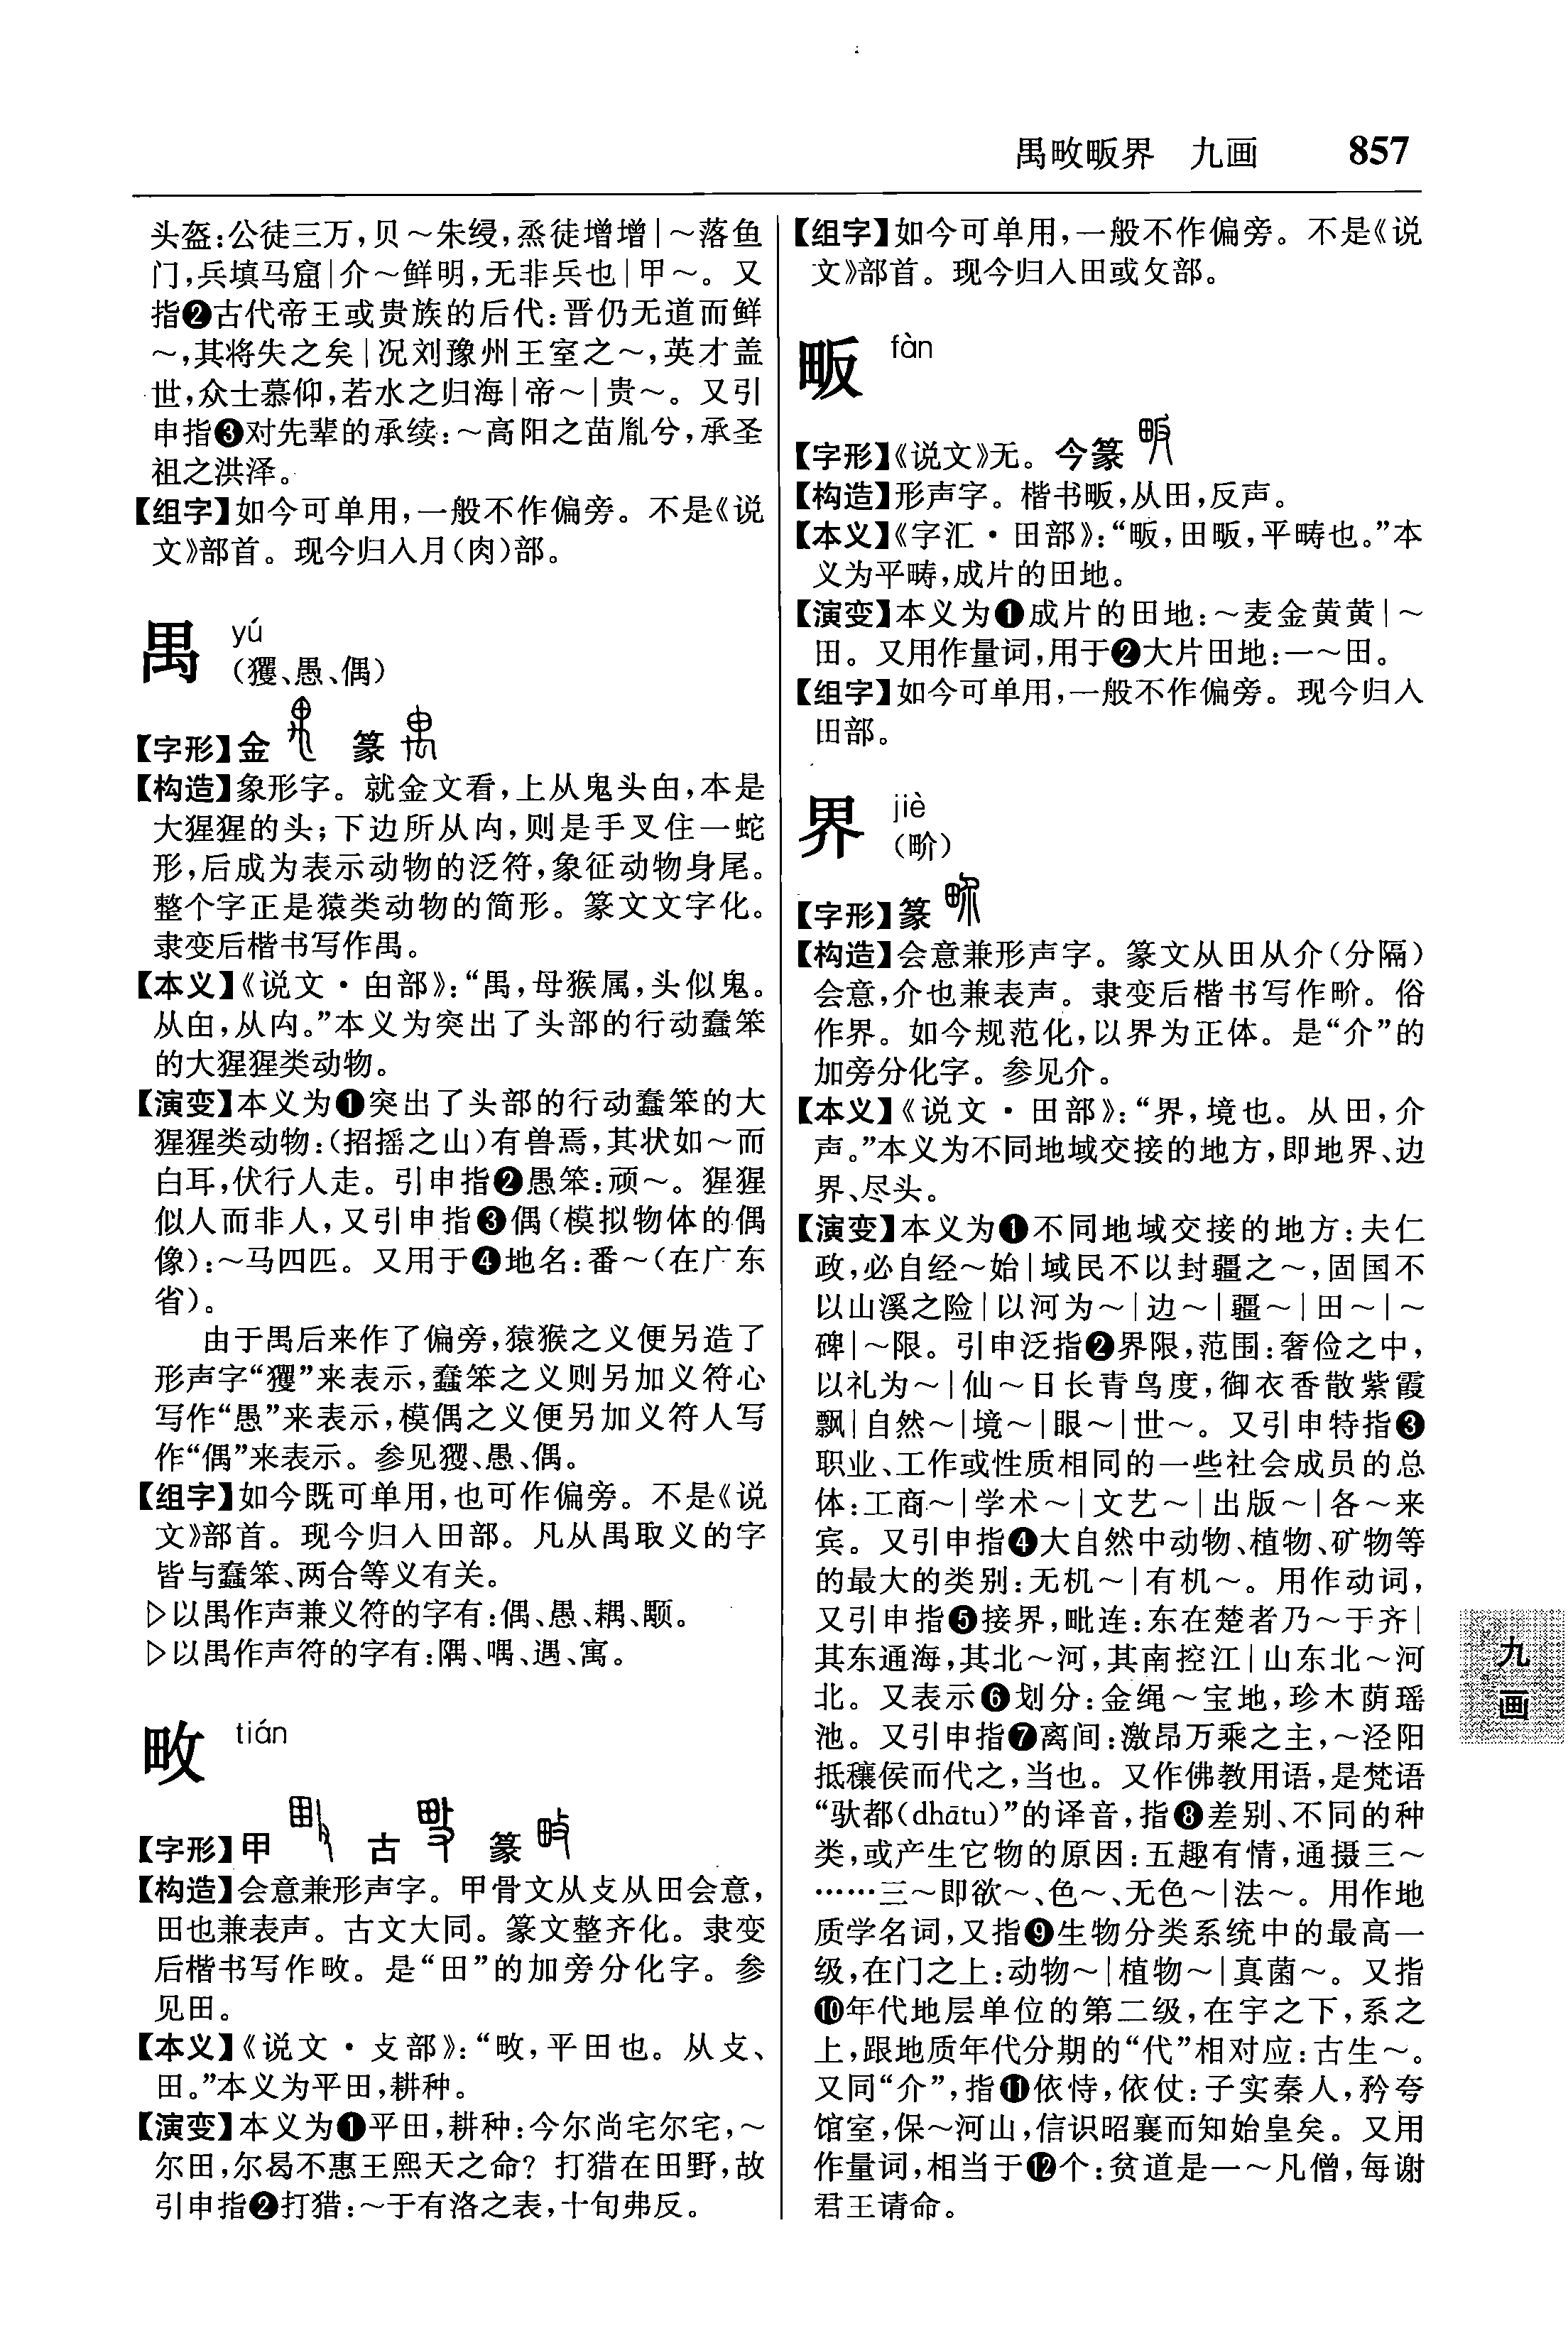 禺畋畈界　九画　857
头盔:公徒三万,贝～朱绶,烝徒增增|～落鱼
门,兵填马窟|介～鲜明,无非兵也|甲～。又
指❷古代帝王或贵族的后代:晋仍无道而鲜
～,其将失之矣|况刘豫州王室之～,英才盖
世,众士慕仰,若水之归海|帝～|贵～。又引
申指❸对先辈的承续:～高阳之苗胤兮,承圣
祖之洪泽。
【组字】如今可单用,一般不作偏旁。不是《说
文》部首。现今归入月(肉)部。
禺 yú
(玃、愚、偶)
【字形】金　篆
【构造】象形字。就金文看,上从鬼头甶,本是
大猩猩的头;下边所从禸,则是手叉住一蛇
形,后成为表示动物的泛符,象征动物身尾。
整个字正是猿类动物的简形。篆文文字化。
隶变后楷书写作禺。
【本义】《说文·甶部》:“禺,母猴属,头似鬼。
从甶,从禸。”本义为突出了头部的行动蠢笨
的大猩猩类动物。
【演变】本义为❶突出了头部的行动蠢笨的大
猩猩类动物:(招摇之山)有兽焉,其状如～而
白耳,伏行人走。引申指❷愚笨:顽～。猩猩
似人而非人,又引申指❸偶(模拟物体的偶
像):～马四匹。又用于❹地名:番～(在广东
省)。
由于禺后来作了偏旁,猿猴之义便另造了
形声字“玃”来表示,蠢笨之义则另加义符心
写作“愚”来表示,模偶之义便另加义符人写
作“偶”来表示。参见玃、愚、偶。
【组字】如今既可单用,也可作偏旁。不是《说
文》部首。现今归入田部。凡从禺取义的字
皆与蠢笨、两合等义有关。
▷以禺作声兼义符的字有:偶、愚、耦、颙。
▷以禺作声符的字有:隅、喁、遇、寓。
畋 tián
【字形】甲　古　篆
【构造】会意兼形声字。甲骨文从攴从田会意,
田也兼表声。古文大同。篆文整齐化。隶变
后楷书写作畋。是“田”的加旁分化字。参
见田。
【本义】《说文·攴部》:“畋,平田也。从攴、
田。”本义为平田,耕种。
【演变】本义为❶平田,耕种:今尔尚宅尔宅,～
尔田,尔曷不惠王熙天之命?打猎在田野,故
引申指❷打猎:～于有洛之表,十旬弗反。
【组字】如今可单用,一般不作偏旁。不是《说
文》部首。现今归入田或攵部。
畈 fàn
【字形】《说文》无。今篆
【构造】形声字。楷书畈,从田,反声。
【本义】《字汇·田部》:“畈,田畈,平畴也。”本
义为平畴,成片的田地。
【演变】本义为❶成片的田地:～麦金黄黄|～
田。又用作量词,用于❷大片田地:一～田。
【组字】如今可单用,一般不作偏旁。现今归入
田部。
界 jiè
(畍)
【字形】篆
【构造】会意兼形声字。篆文从田从介(分隔)
会意,介也兼表声。隶变后楷书写作畍。俗
作界。如今规范化,以界为正体。是“介”的
加旁分化字。参见介。
【本义】《说文·田部》:“界,境也。从田,介
声。”本义为不同地域交接的地方,即地界、边
界、尽头。
【演变】本义为❶不同地域交接的地方:夫仁
政,必自经～始|域民不以封疆之～,固国不
以山溪之险|以河为～|边～|疆～|田～|～
碑|～限。引申泛指❷界限,范围:奢俭之中,
以礼为～|仙～日长青鸟度,御衣香散紫霞
飘|自然～|境～|眼～|世～。又引申特指❸
职业、工作或性质相同的一些社会成员的总
体:工商～|学术～|文艺～|出版～|各～来
宾。又引申指❹大自然中动物、植物、矿物等
的最大的类别:无机～|有机～。用作动词,
又引申指❺接界,毗连:东在楚者乃～于齐|
其东通海,其北～河,其南控江|山东北～河
北。又表示❻划分:金绳～宝地,珍木荫瑶
池。又引申指❼离间:激昂万乘之主,～泾阳
抵穰侯而代之,当也。又作佛教用语,是梵语
“驮都(dhātu)”的译音,指❽差别、不同的种
类,或产生它物的原因:五趣有情,通摄三～
……三～即欲～、色～、无色～|法～。用作地
质学名词,又指❾生物分类系统中的最高一
级,在门之上:动物～|植物～|真菌～。又指
❿年代地层单位的第二级,在宇之下,系之
上,跟地质年代分期的“代”相对应:古生～。
又同“介”,指⓫依恃,依仗:子实秦人,矜夸
馆室,保～河山,信识昭襄而知始皇矣。又用
作量词,相当于⓬个:贫道是一～凡僧,每谢
君王请命。
九
画